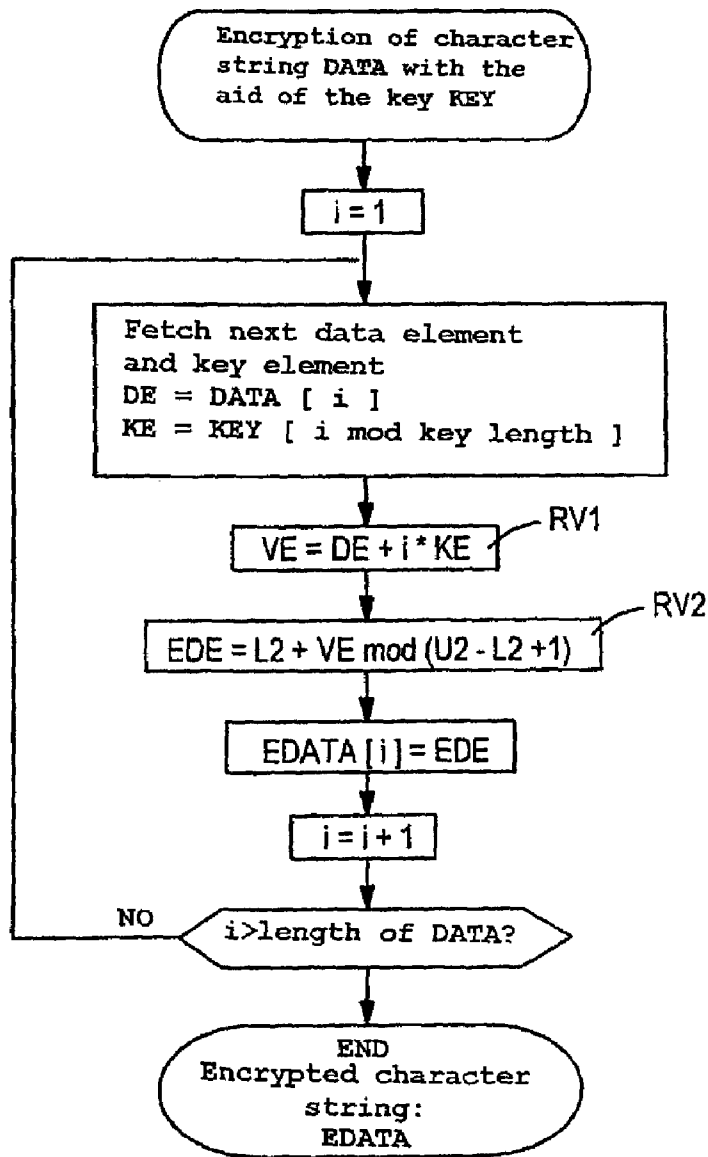 Encryption of character
string DATA with the
aid of the key KEY
i = 1
Fetch next data element
and key element
DE = DATA [ i ]
KE = KEY [ i mod key length ]
RV1
VE = DE + i * KE
RV2
EDE = L2 + VE mod (U2 - L2 +1)
EDATA [i] = EDE
i = i + 1
NO
i>length of DATA?
END
Encrypted character
string:
EDATA